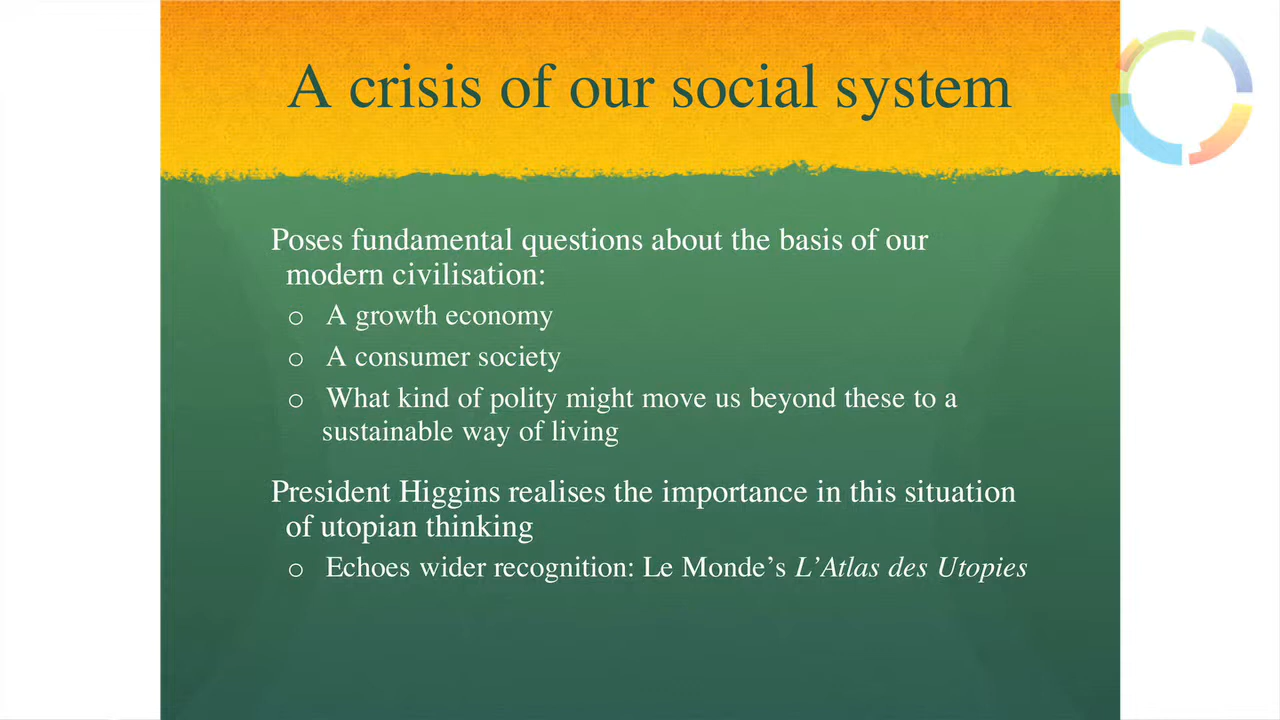 A crisis of our social system
Poses fundamental questions about the basis of our
modern civilisation:
o A growth economy
o A consumer society
o What kind of polity might move us beyond these to a
sustainable way of living
President Higgins realises the importance in this situation
of utopian thinking
o Echoes wider recognition: Le Monde’s L’Atlas des Utopies